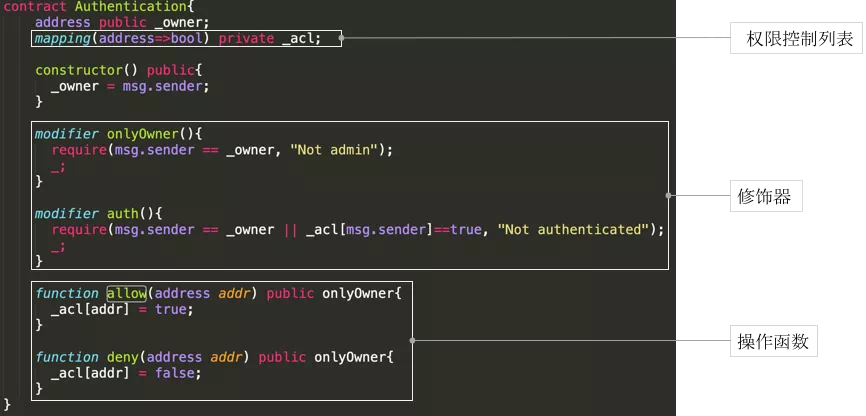 contract Authentication{
address public _owner;
mapping(address=>bool) private _acl;
权限控制列表
constructor() public{
_owner = msg.sender;
}
modifier onlyOwner(){
require(msg.sender == _owner, "Not admin");
_;
}
修饰器
modifier auth(){
require(msg.sender == _owner || _acl[msg.sender]==true, "Not authenticated");
_;
}
function allow(address addr) public onlyOwner{
_acl[addr] = true;
}
操作函数
function deny(address addr) public onlyOwner{
_acl[addr] = false;
}
}